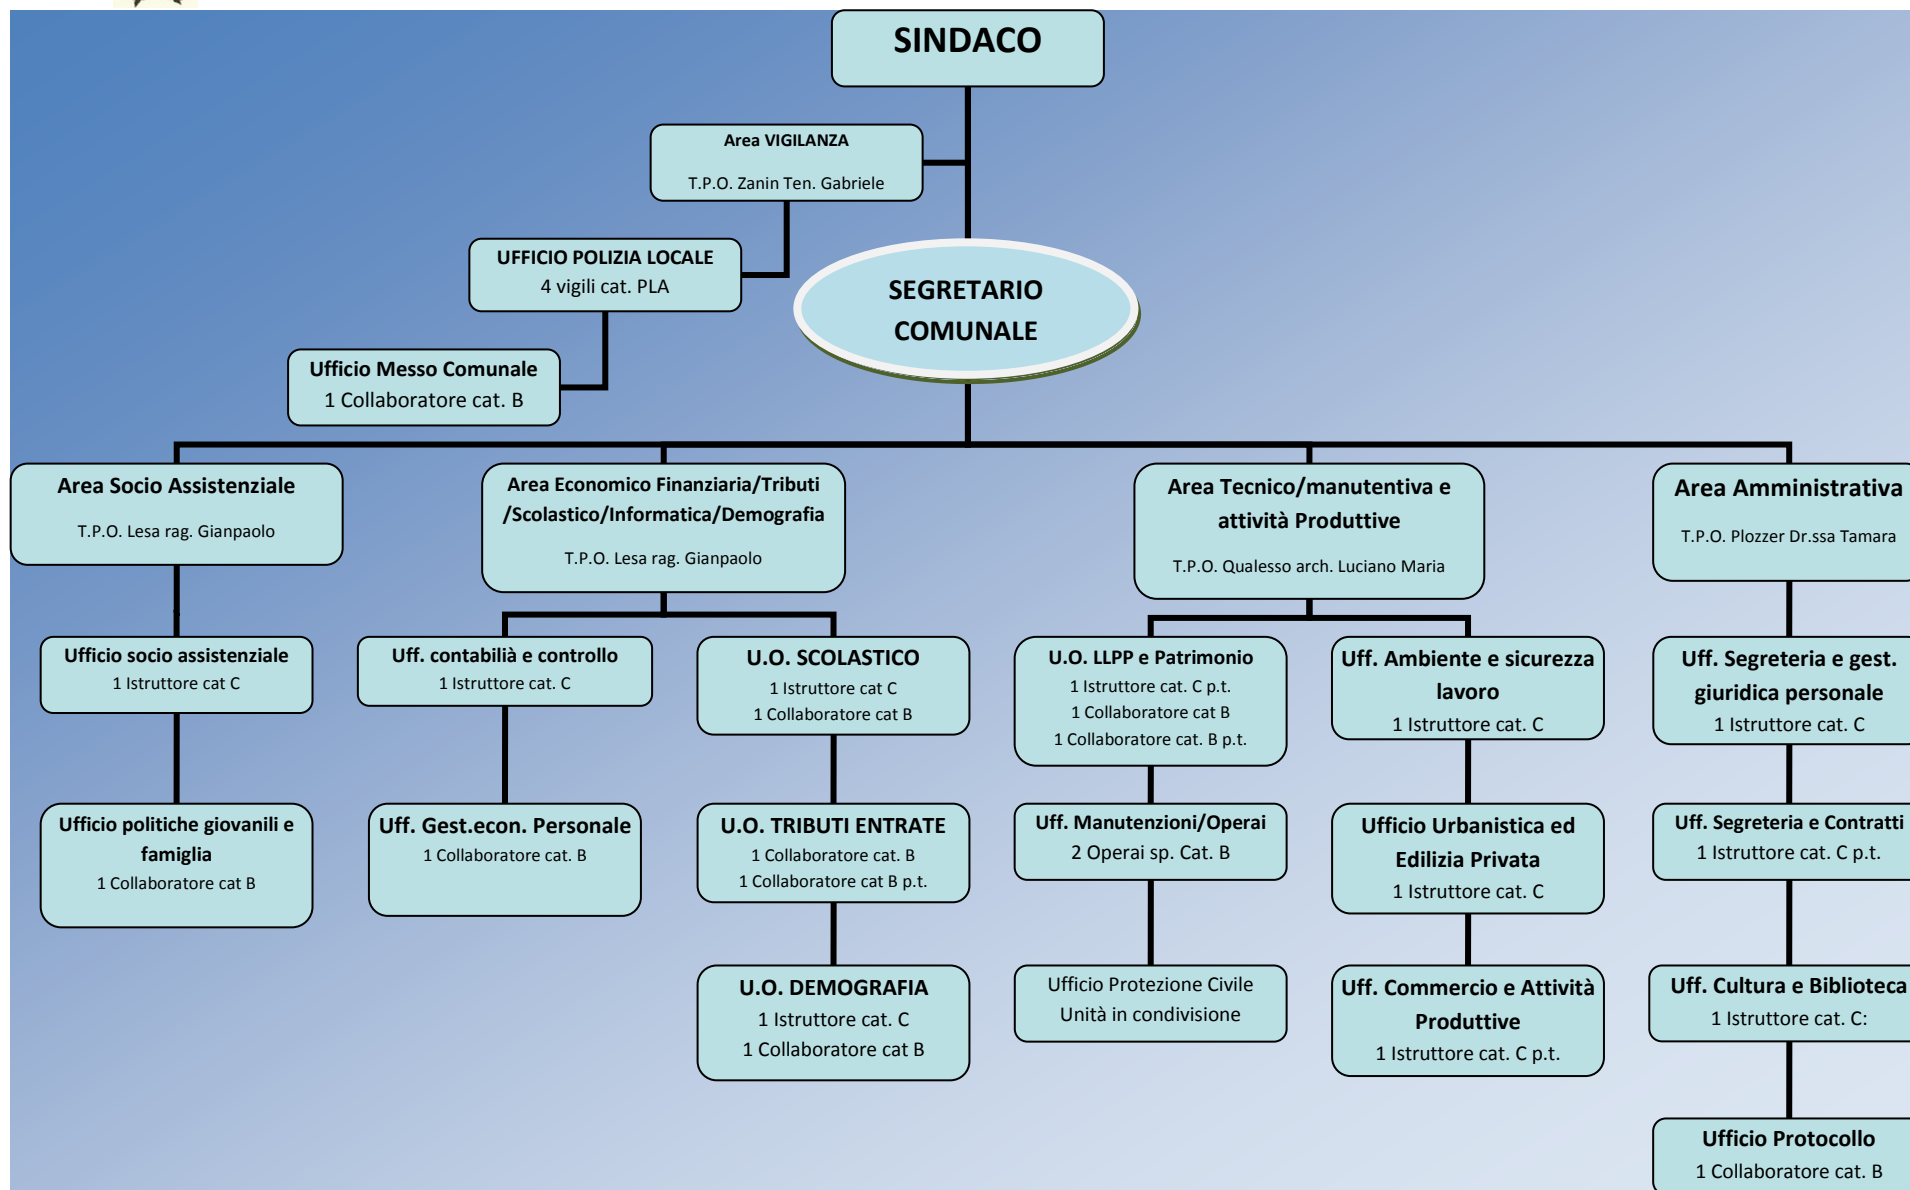 SINDACO
Area VIGILANZA
T.P.O. Zanin Ten. Gabriele
UFFICIO POLIZIA LOCALE
4 vigili cat. PLA
SEGRETARIO
COMUNALE
Ufficio Messo Comunale
1 Collaboratore cat. B
Area Socio Assistenziale
T.P.O. Lesa rag. Gianpaolo
Area Economico Finanziaria/Tributi
/Scolastico/Informatica/Demografia
T.P.O. Lesa rag. Gianpaolo
Area Tecnico/manutentiva e
attività Produttive
T.P.O. Qualesso arch. Luciano Maria
Area Amministrativa
T.P.O. Plozzer Dr.ssa Tamara
Ufficio socio assistenziale
1 Istruttore cat C
Uff. contabilià e controllo
1 Istruttore cat. C
U.O. SCOLASTICO
1 Istruttore cat C
1 Collaboratore cat B
U.O. LLPP e Patrimonio
1 Istruttore cat. C p.t.
1 Collaboratore cat B
1 Collaboratore cat. B p.t.
Uff. Ambiente e sicurezza
lavoro
1 Istruttore cat. C
Uff. Segreteria e gest.
giuridica personale
1 Istruttore cat. C
Ufficio politiche giovanili e
famiglia
1 Collaboratore cat B
Uff. Gest.econ. Personale
1 Collaboratore cat. B
U.O. TRIBUTI ENTRATE
1 Collaboratore cat. B
1 Collaboratore cat B p.t.
Uff. Manutenzioni/Operai
2 Operai sp. Cat. B
Ufficio Urbanistica ed
Edilizia Privata
1 Istruttore cat. C
Uff. Segreteria e Contratti
1 Istruttore cat. C p.t.
U.O. DEMOGRAFIA
1 Istruttore cat. C
1 Collaboratore cat B
Ufficio Protezione Civile
Unità in condivisione
Uff. Commercio e Attività
Produttive
1 Istruttore cat. C p.t.
Uff. Cultura e Biblioteca
1 Istruttore cat. C:
Ufficio Protocollo
1 Collaboratore cat. B